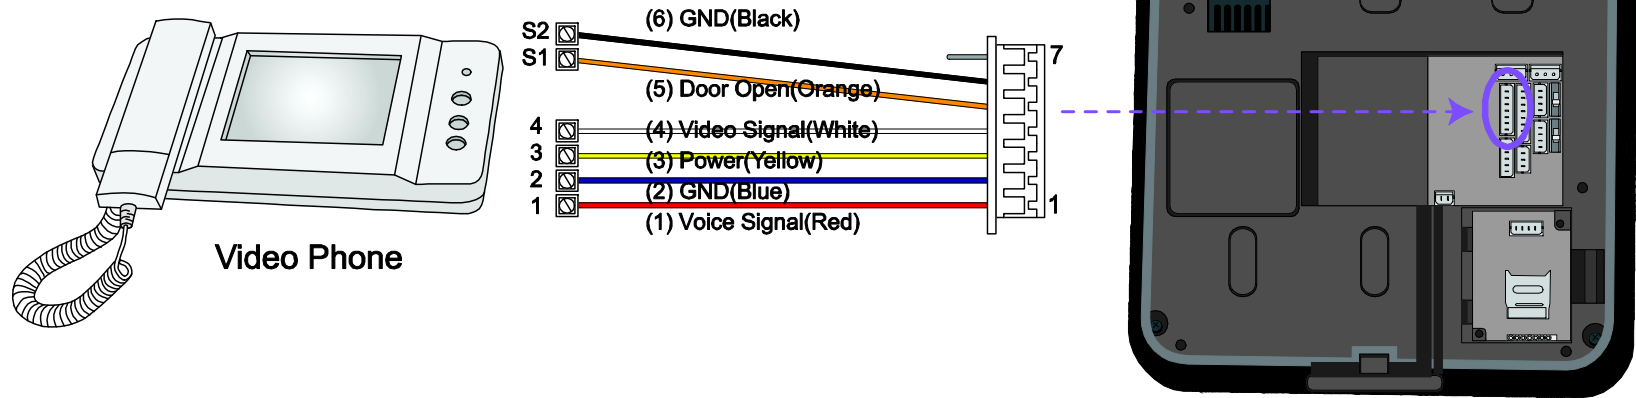 S2
(6) GND(Black)
S1
7
(5) Door Open(Orange)
4
(4) Video Signal(White)
3
(3) Power(Yellow)
2
(2) GND(Blue)
1
1
(1) Voice Signal(Red)
Video Phone